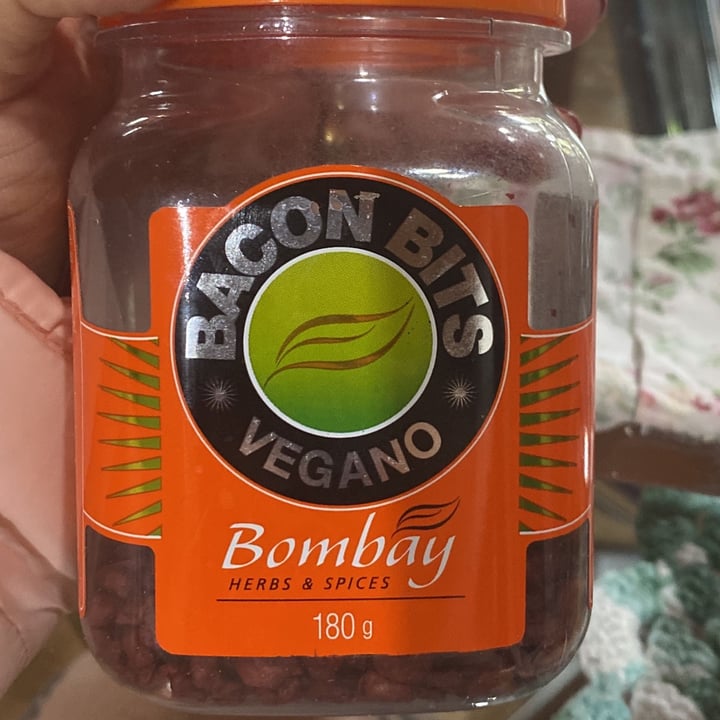 BACON BITS
VEGANO
Bombay
HERBS & SPICES
180 g